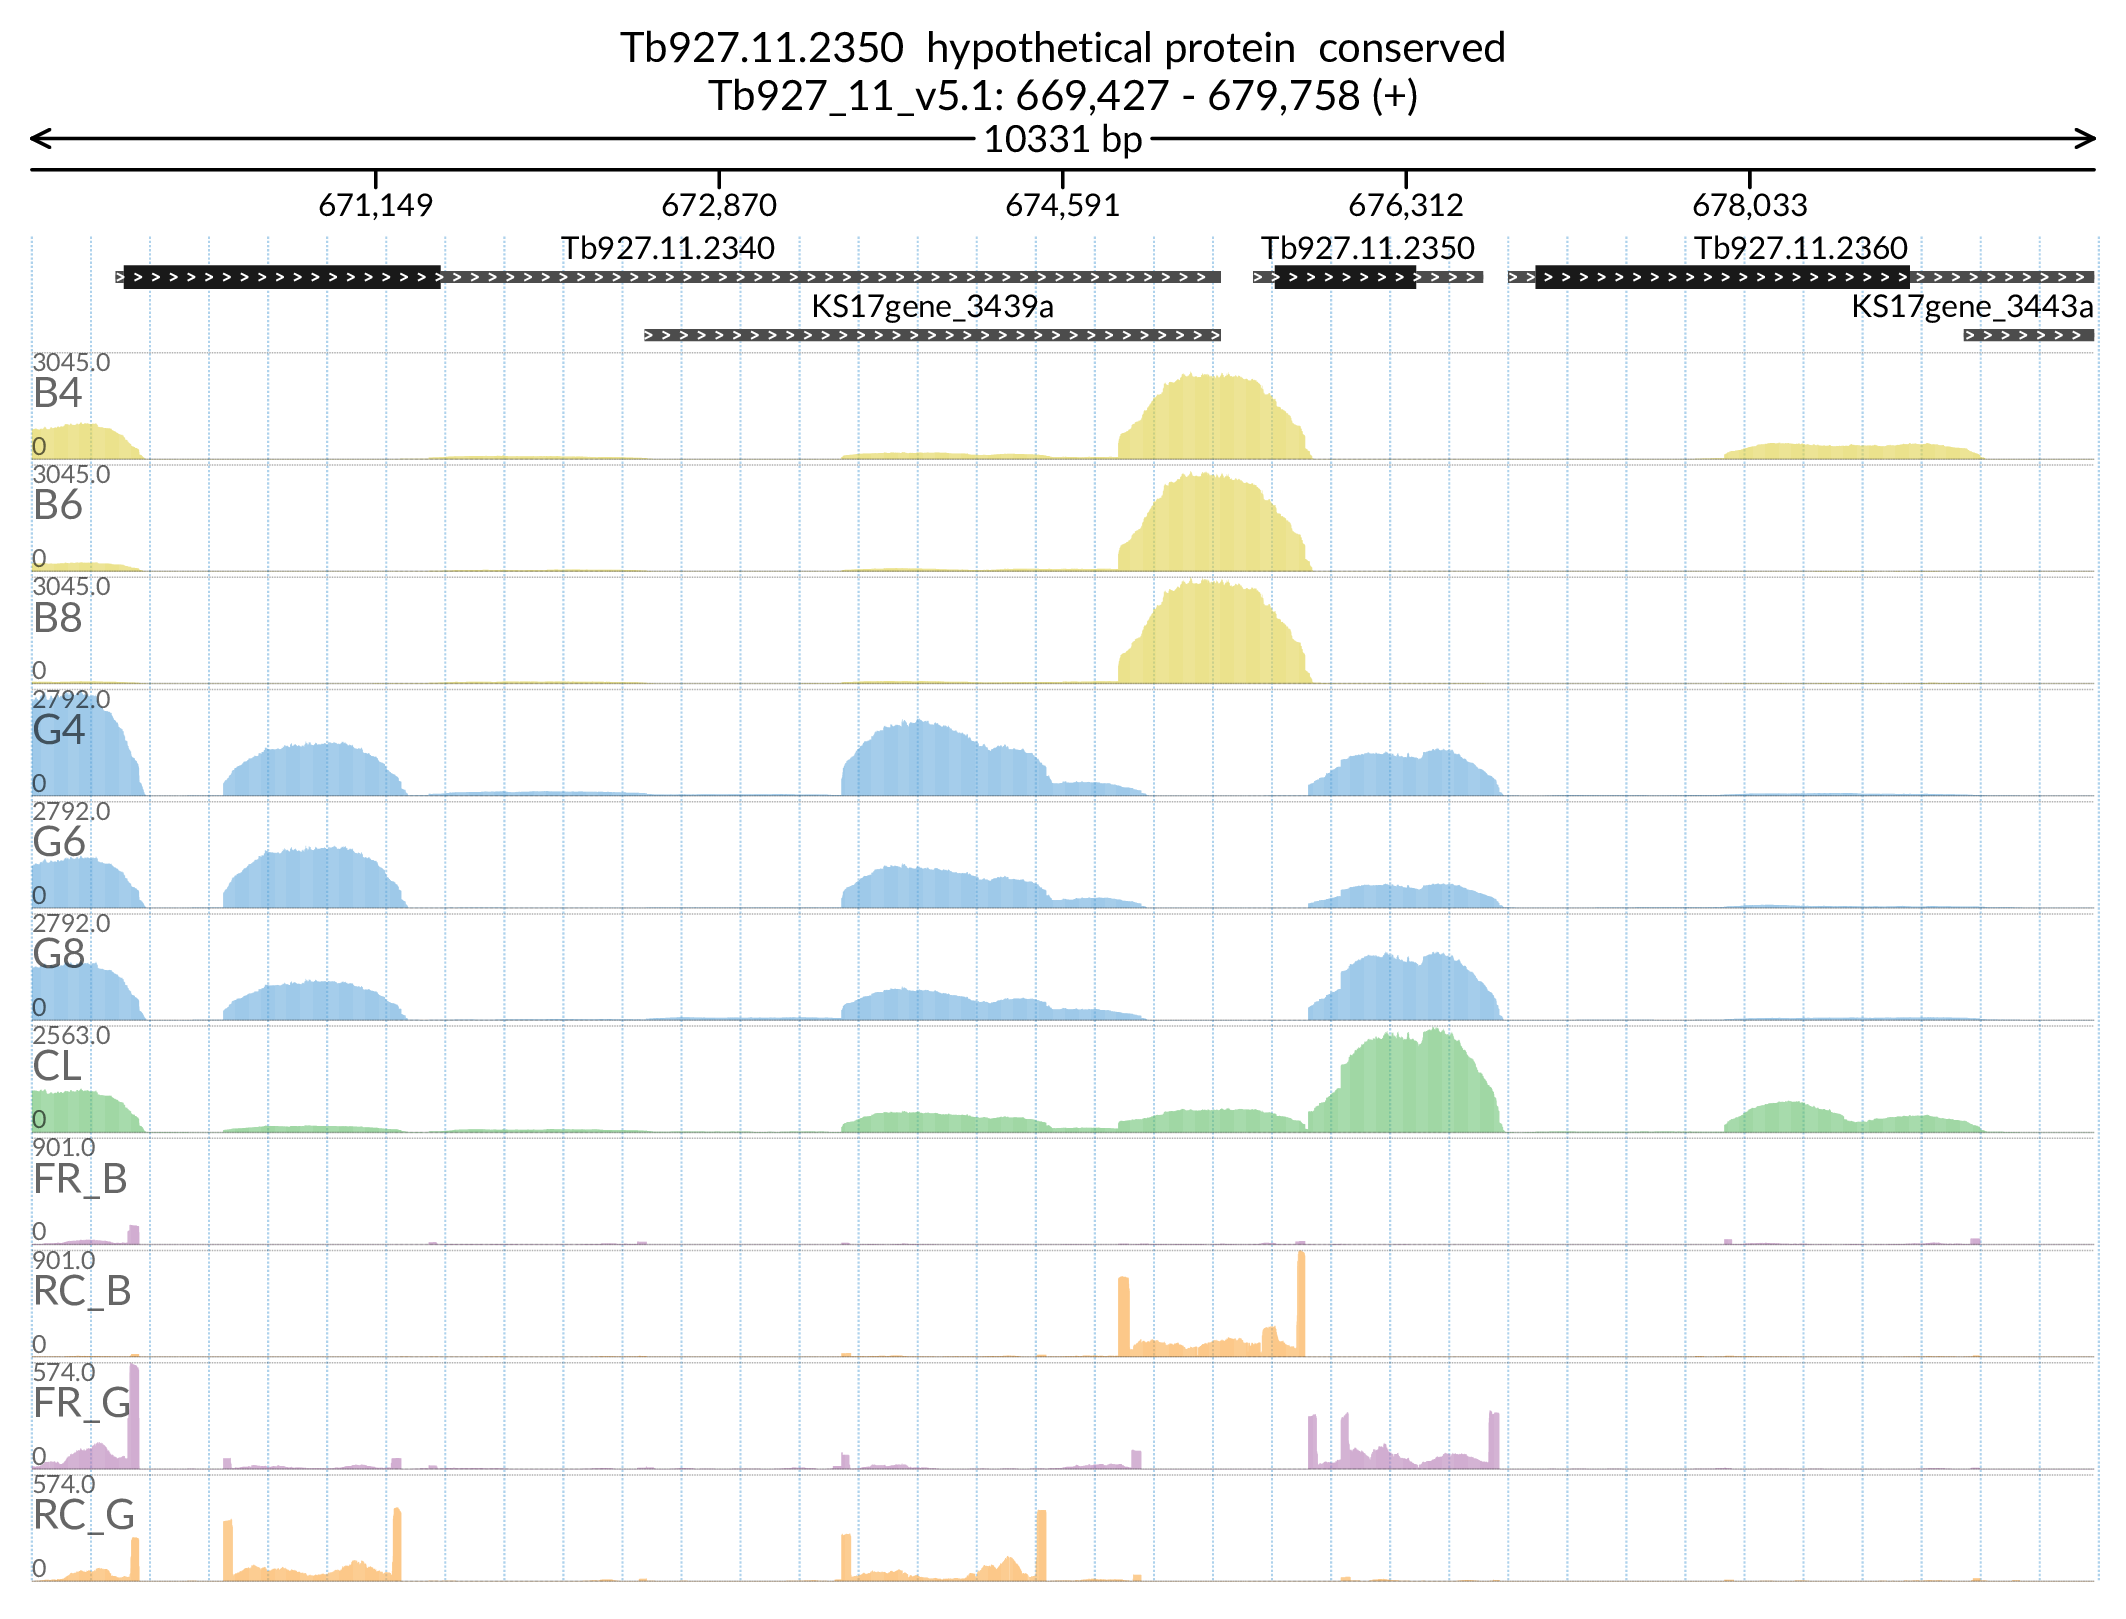 Tb927.11.2350  hypothetical protein  conserved
Tb927_11_v5.1: 669,427 - 679,758 (+)
10331 bp
671,149 672,870 674,591 676,312 678,033
Tb927.11.2340 Tb927.11.2350 Tb927.11.2360
KS17gene_3439a KS17gene_3443a
3045.0
B4
0
3045.0
B6
0
3045.0
B8
0
2792.0
G4
0
2792.0
G6
0
2792.0
G8
0
2563.0
CL
0
901.0
FR_B
0
901.0
RC_B
0
574.0
FR_G
0
574.0
RC_G
0